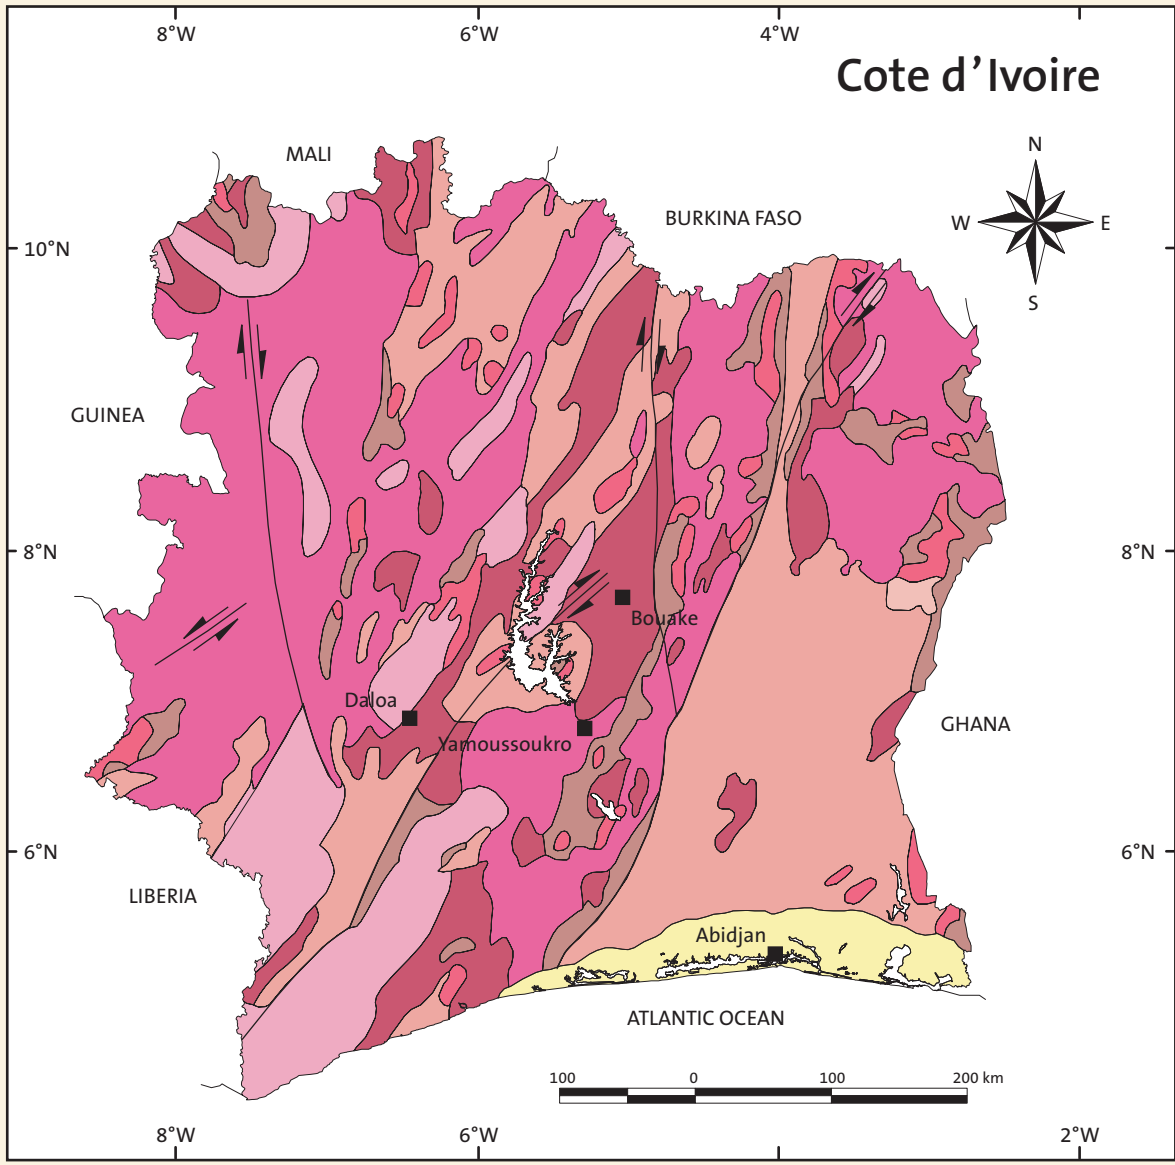 8°W 6°W 4°W
Cote d’Ivoire
MALI
N
BURKINA FASO
W E
10°N
S
GUINEA
8°N 8°N
Bouake
Daloa
GHANA
Yamoussoukro
6°N 6°N
LIBERIA
Abidjan
ATLANTIC OCEAN
100 0 100 200 km
8°W 6°W 4°W 2°W